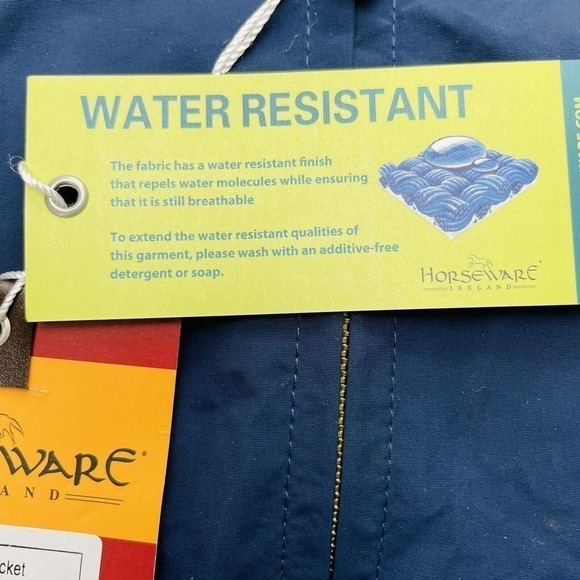 WATER RESISTANT
The fabric has a water resistant finish
that repels water molecules while ensuring
that it is still breathable
To extend the water resistant qualities of
this garment, please wash with an additive-free
detergent or soap.
HORSEWARE®
IRELAND
WARE®
AND
cket